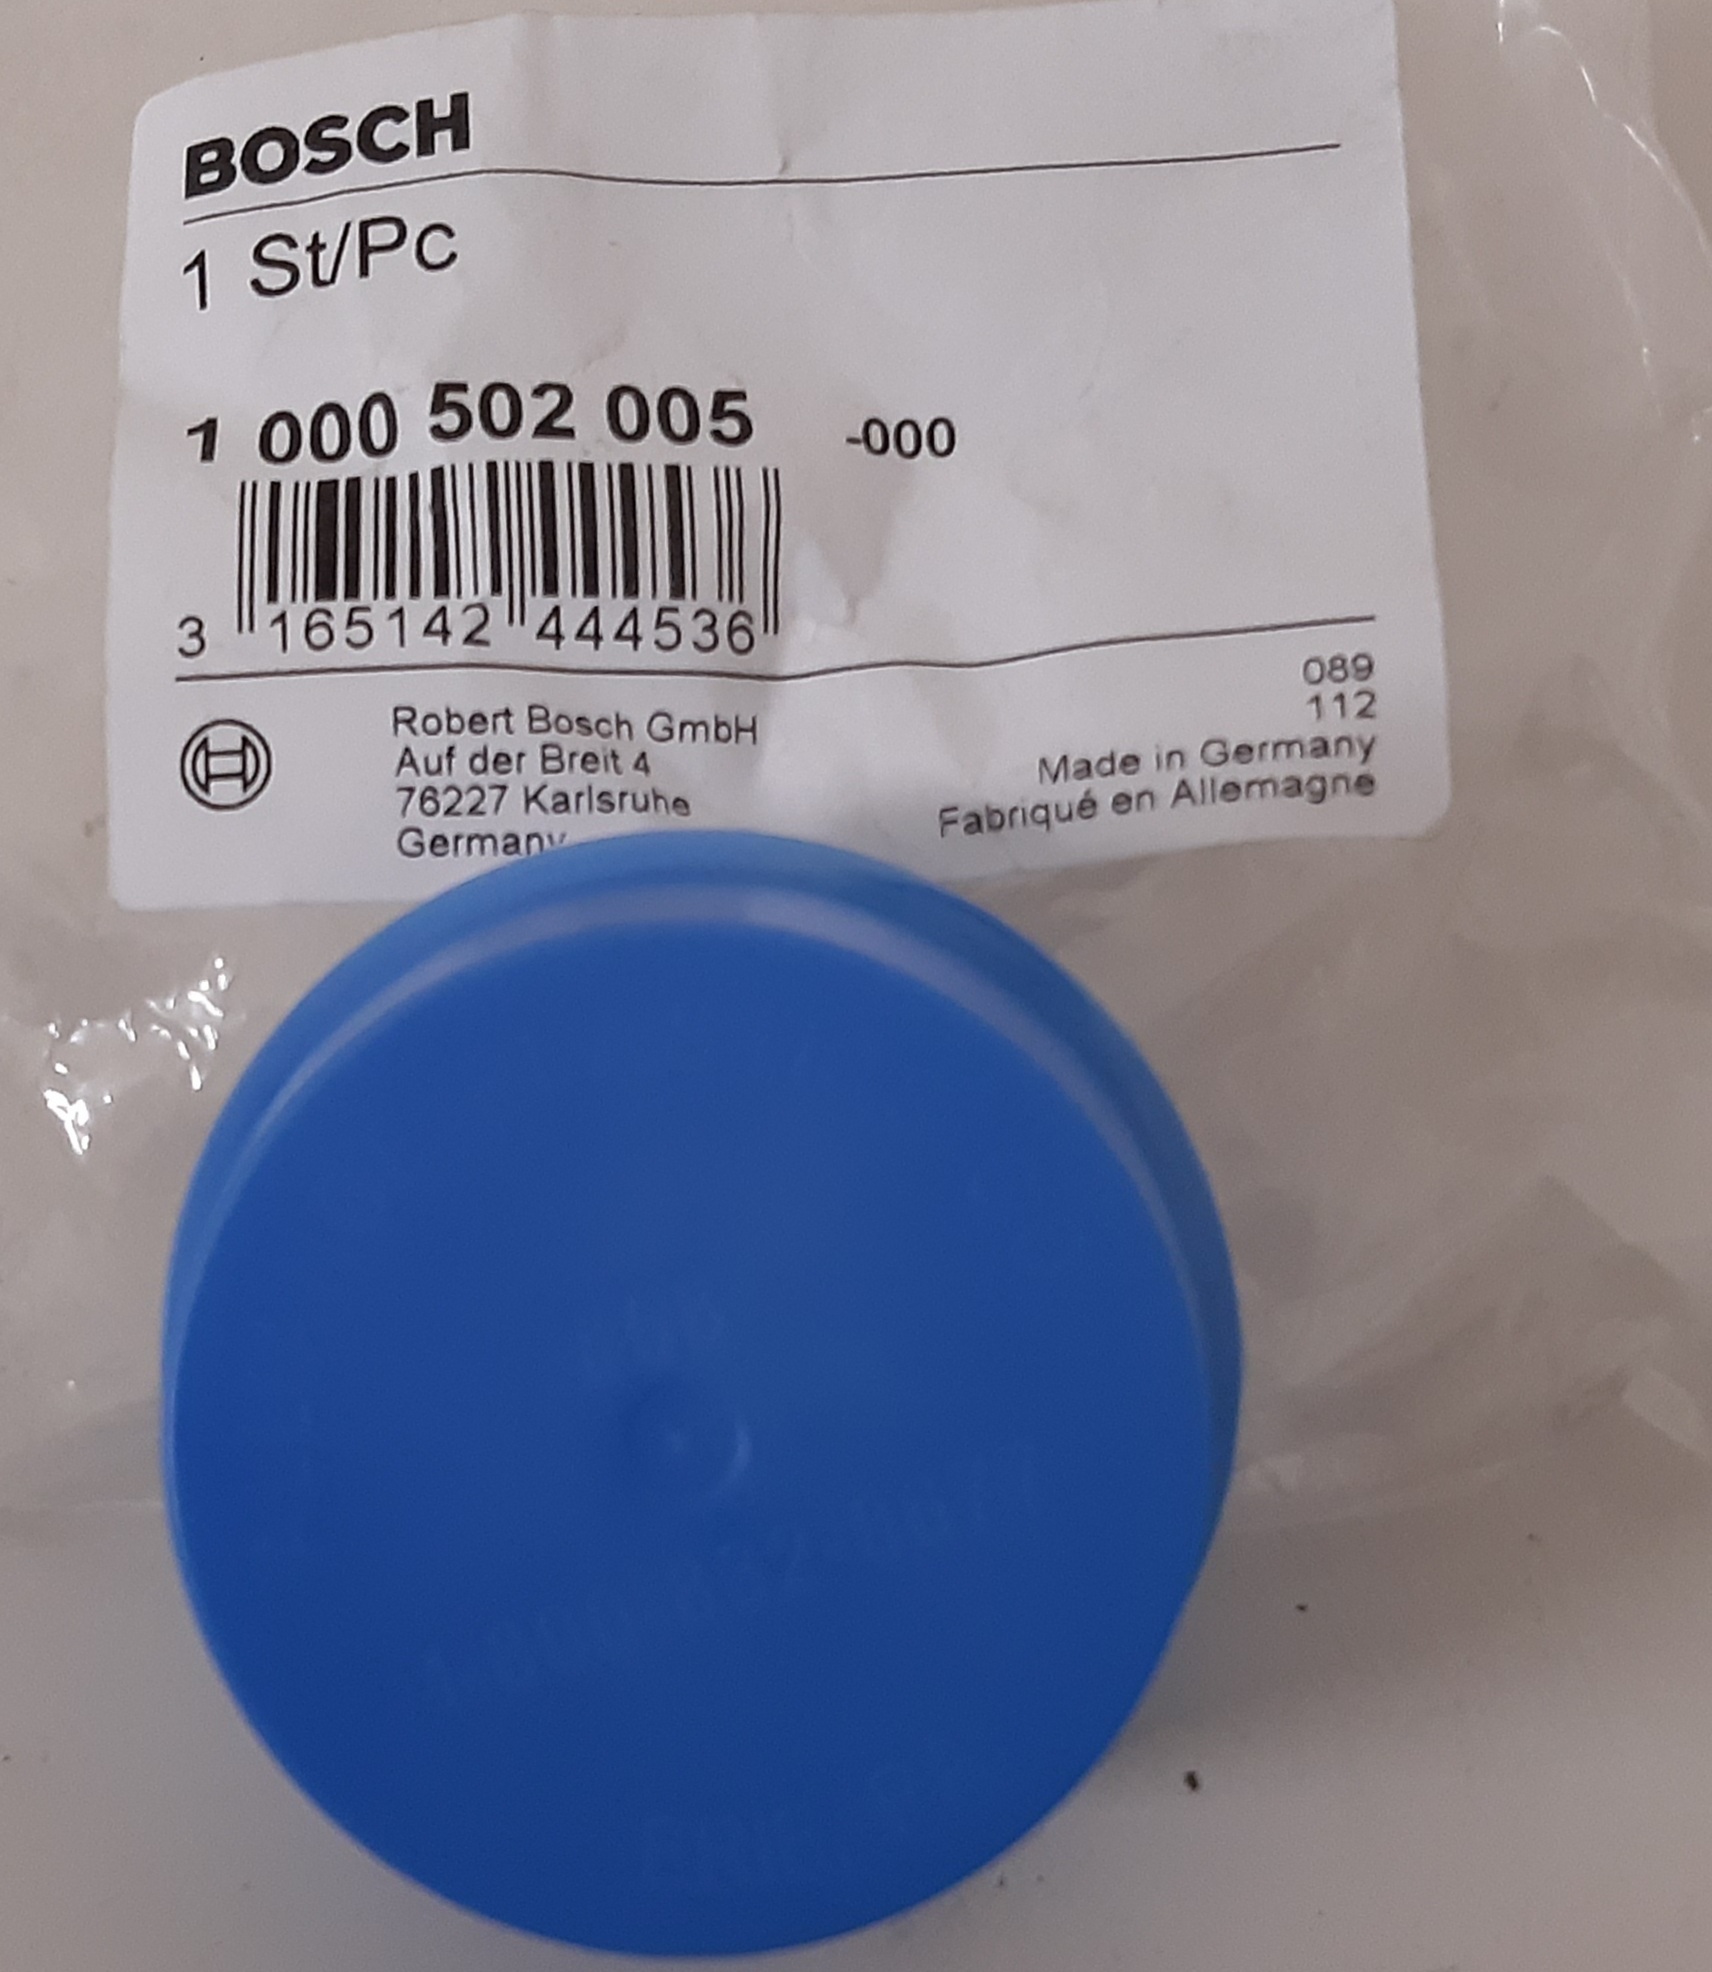 BOSCH
1 St/Pc
1 000 502 005 -000
3 165142 444536
089
112
Robert Bosch GmbH
Auf der Breit 4
76227 Karlsruhe
Germany
Made in Germany
Fabriqué en Allemagne